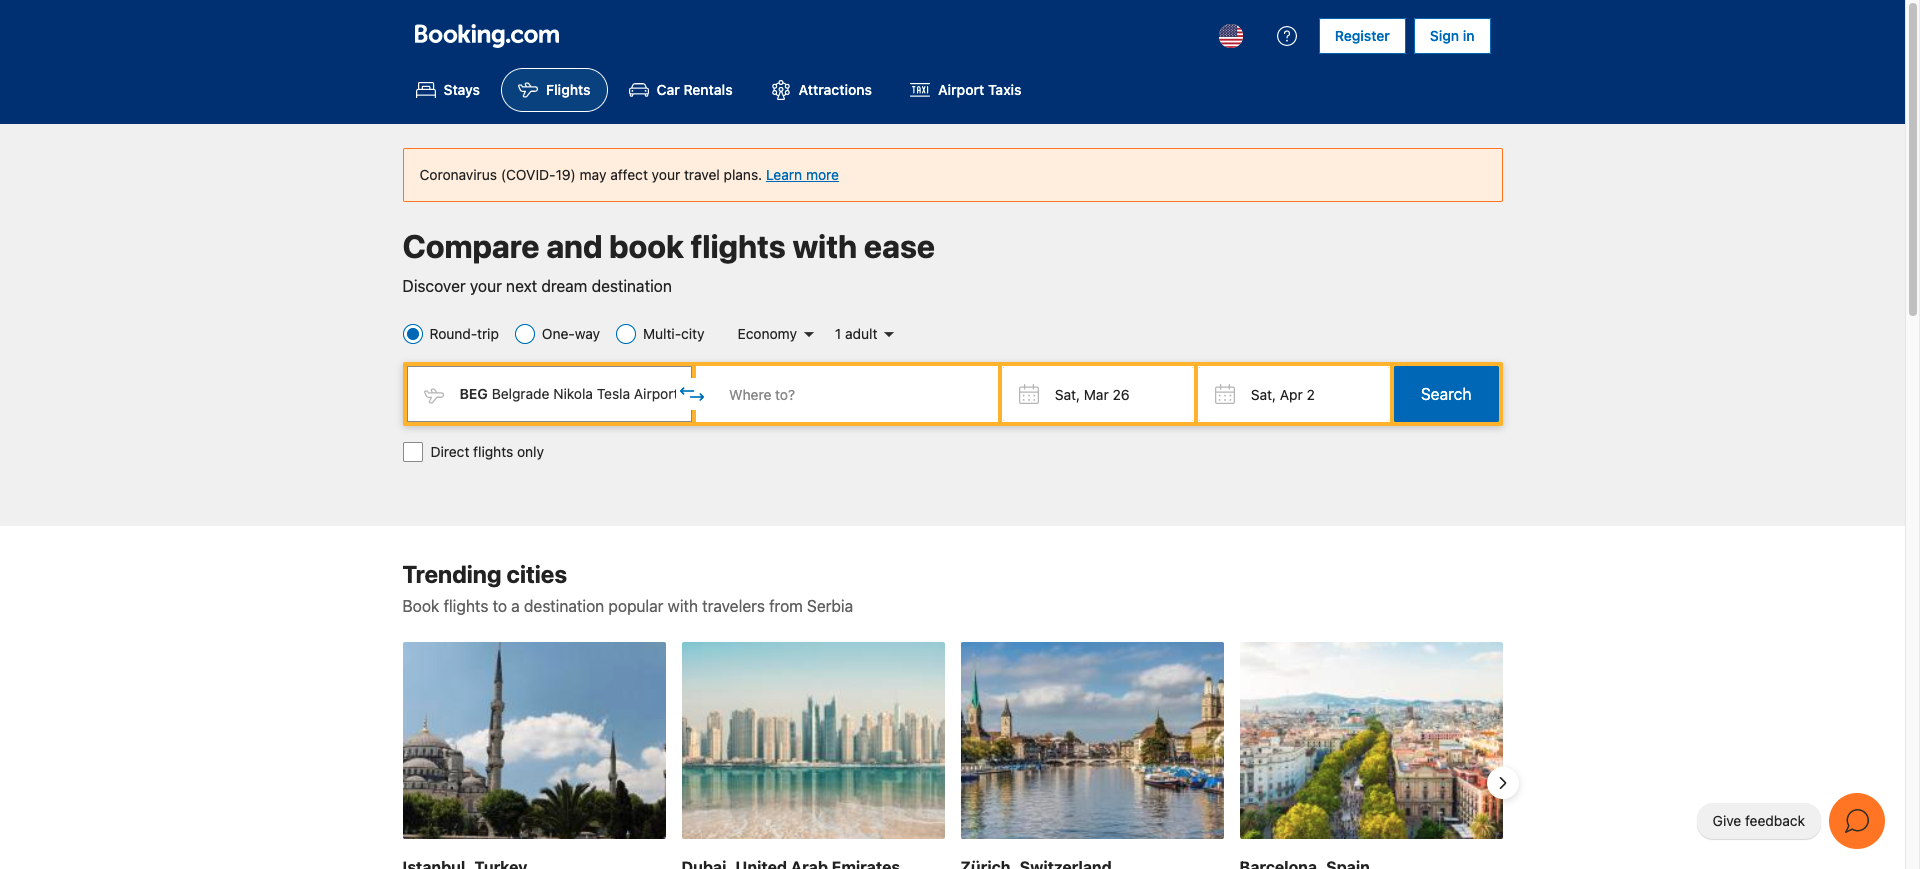 Booking.com
Register
Sign in
Stays
Flights
Car Rentals
Attractions
TAXI
Airport Taxis
Coronavirus (COVID-19) may affect your travel plans. Learn more
Compare and book flights with ease
Discover your next dream destination
Round-trip
One-way
Multi-city
Economy
1 adult
BEG Belgrade Nikola Tesla Airport
Where to?
Sat, Mar 26
Sat, Apr 2
Search
Direct flights only
Trending cities
Book flights to a destination popular with travelers from Serbia
Istanbul, Turkey
Dubai, United Arab Emirates
Zürich, Switzerland
Barcelona, Spain
Give feedback